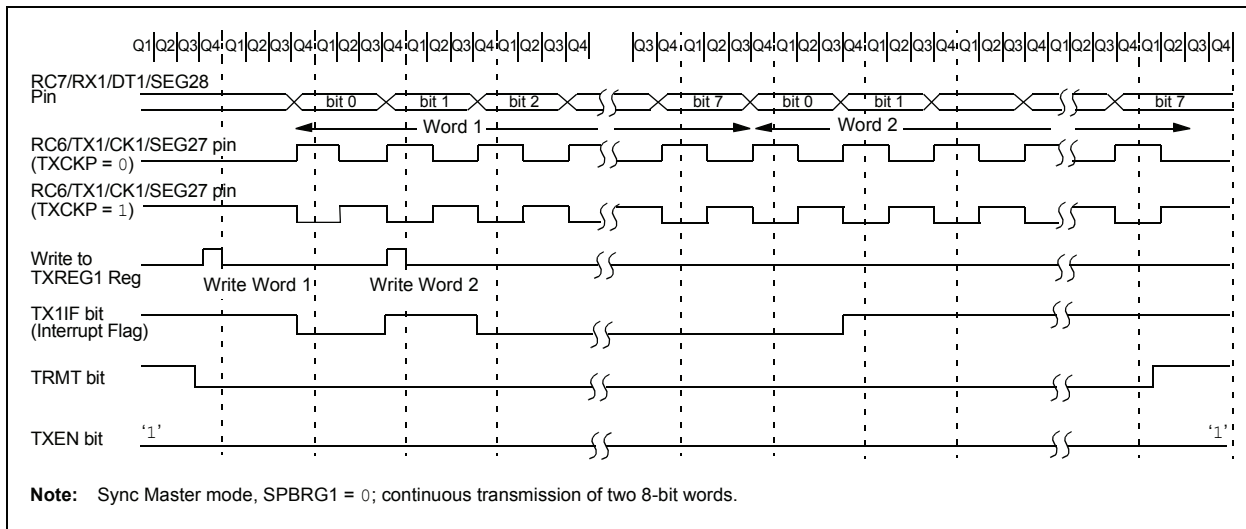 Q1 Q2 Q3 Q4 Q1 Q2 Q3 Q4 Q1 Q2 Q3 Q4 Q1 Q2 Q3 Q4 Q1 Q2 Q3 Q4 Q3 Q4 Q1 Q2 Q3 Q4 Q1 Q2 Q3 Q4 Q1 Q2 Q3 Q4 Q1 Q2 Q3 Q4 Q1 Q2 Q3 Q4 Q1 Q2 Q3 Q4
RC7/RX1/DT1/SEG28
Pin
bit 0 bit 1 bit 2 bit 7 bit 0 bit 1 bit 7
Word 1 Word 2
RC6/TX1/CK1/SEG27 pin
(TXCKP = 0)
RC6/TX1/CK1/SEG27 pin
(TXCKP = 1)
Write to
TXREG1 Reg
Write Word 1 Write Word 2
TX1IF bit
(Interrupt Flag)
TRMT bit
TXEN bit
‘1’ ‘1’
Note: Sync Master mode, SPBRG1 = 0; continuous transmission of two 8-bit words.